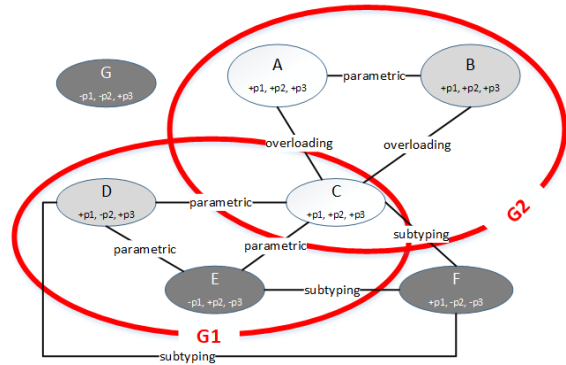 G
-p1, -p2, +p3
A
+p1, +p2, +p3
parametric
B
+p1, +p2, +p3
overloading
overloading
D
+p1, -p2, +p3
parametric
C
+p1, +p2, +p3
G2
subtyping
parametric
parametric
E
-p1, +p2, -p3
subtyping
F
+p1, -p2, -p3
G1
subtyping